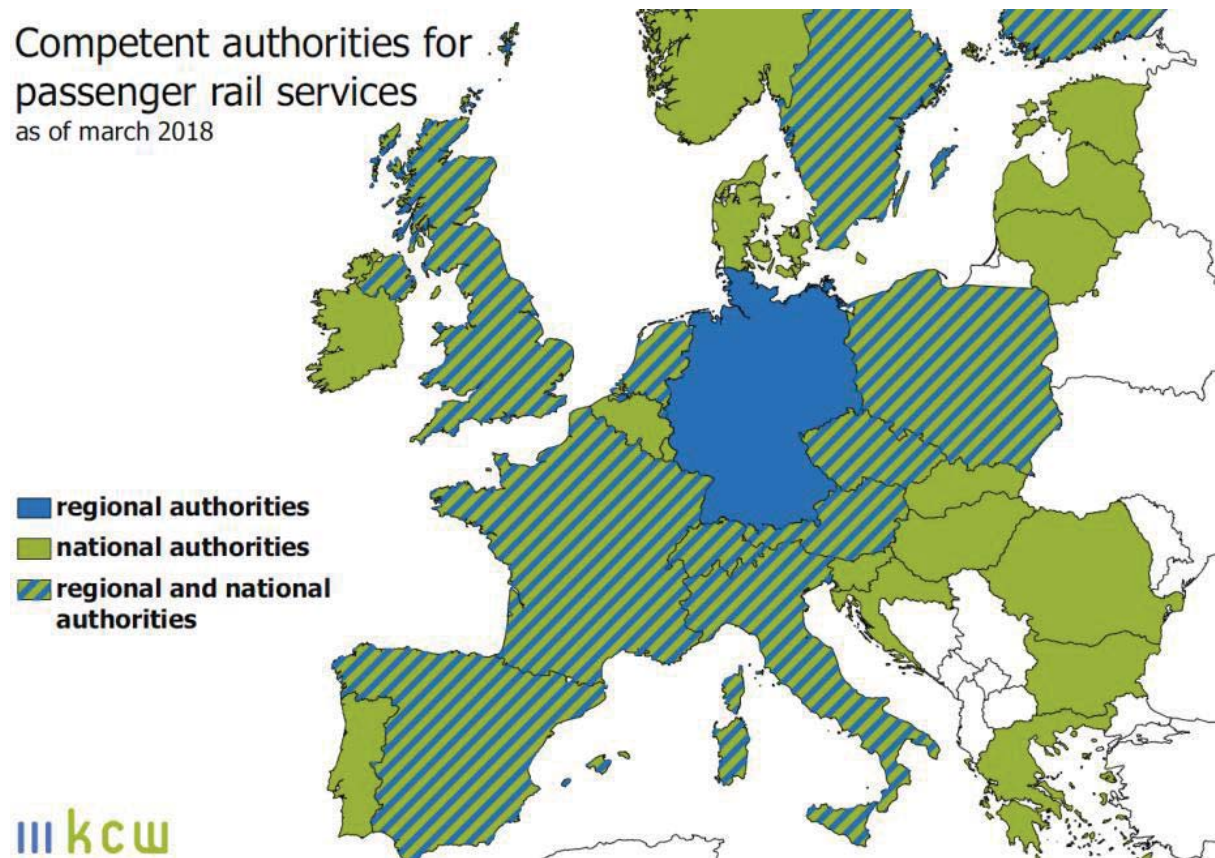 Competent authorities for
passenger rail services
as of march 2018
regional authorities
national authorities
regional and national
authorities
kcw